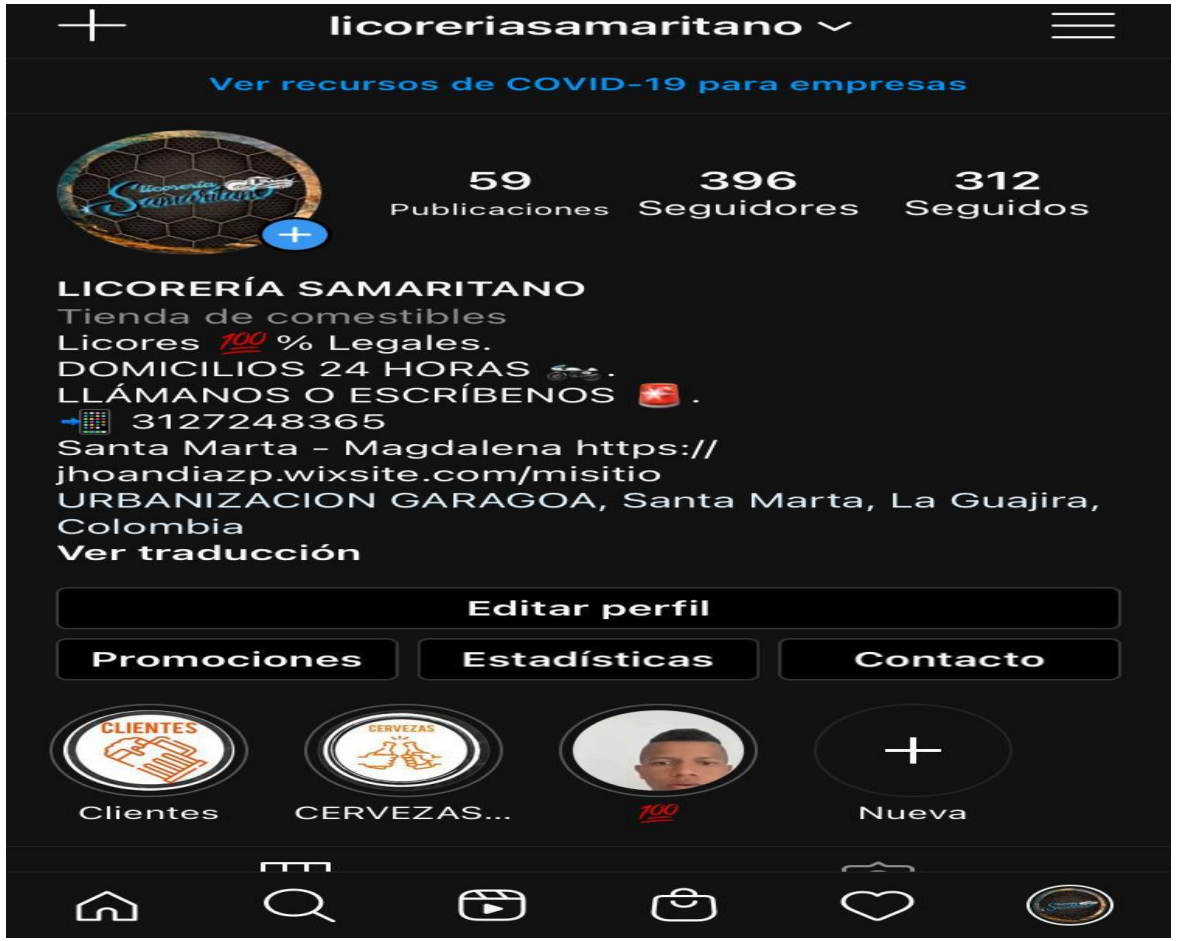 licoreriasamaritano
Ver recursos de COVID-19 para empresas
Licorería
Samaritano
59
Publicaciones
396
Seguidores
312
Seguidos
LICORERÍA SAMARITANO
Tienda de comestibles
Licores 💯 % Legales.
DOMICILIOS 24 HORAS 🏍️.
LLÁMANOS O ESCRÍBENOS 🚨.
📲 3127248365
Santa Marta - Magdalena https://
jhoandiazp.wixsite.com/misitio
URBANIZACION GARAGOA, Santa Marta, La Guajira,
Colombia
Ver traducción
Editar perfil
Promociones
Estadísticas
Contacto
CLIENTES
CERVEZAS
Clientes
CERVEZAS...
💯
Nueva